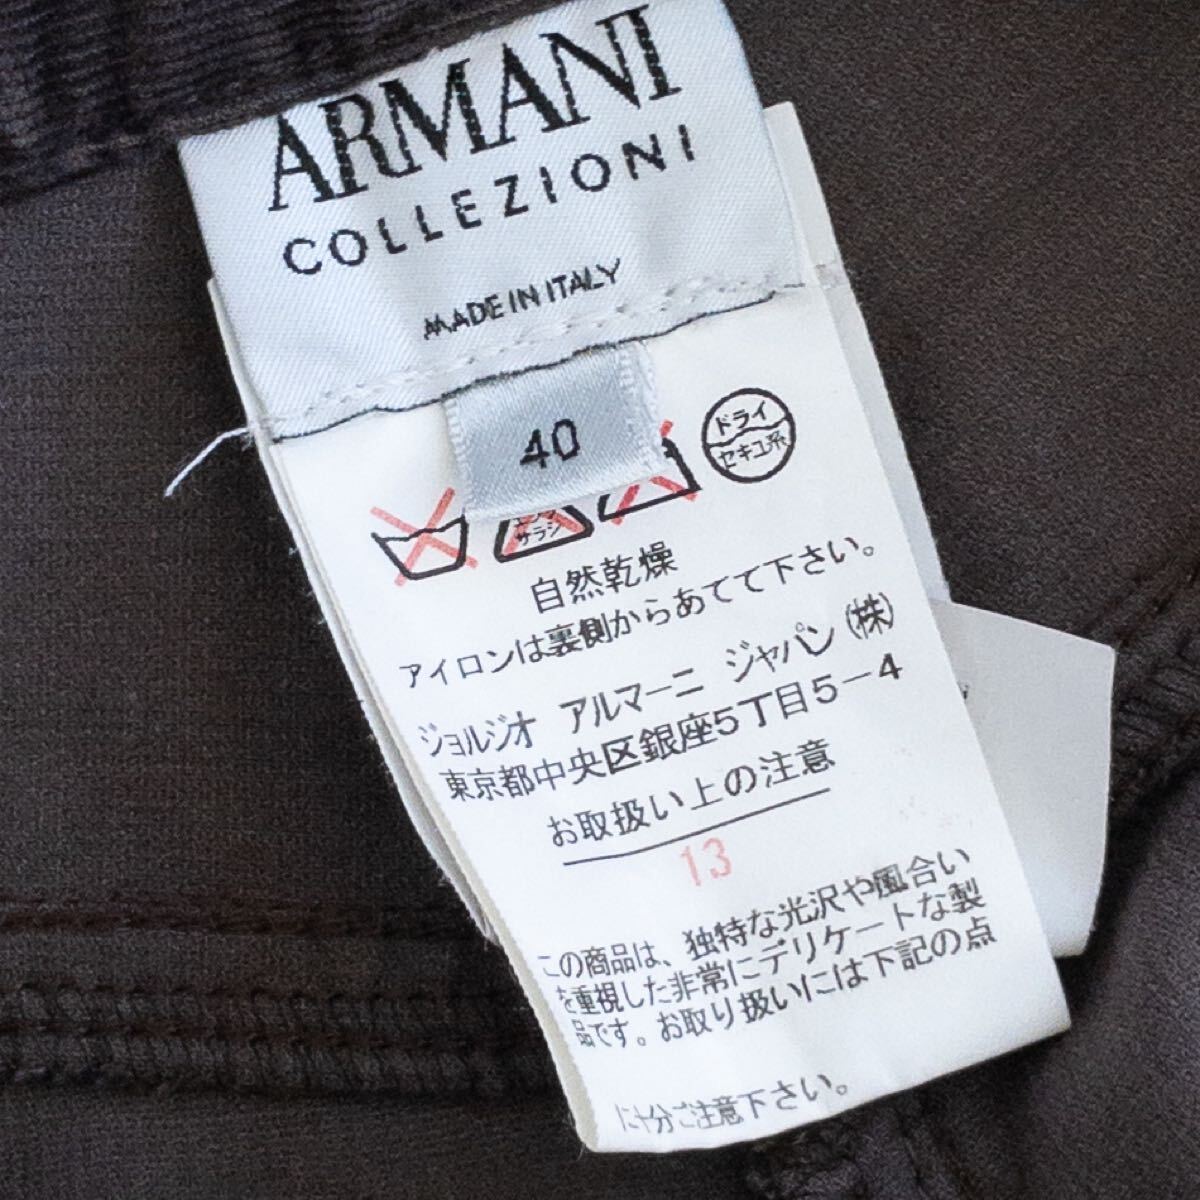 ARMANI
COLLEZIONI
MADE IN ITALY
40
ドライ
セキユ系
サラシ
自然乾燥
アイロンは裏側からあてて下さい。
ジョルジオ アルマーニ ジャパン(株)
東京都中央区銀座5丁目5-4
お取扱い上の注意
13
この商品は、独特な光沢や風合い
を重視した非常にデリケートな製
品です。お取り扱いには下記の点
に十分ご注意下さい。